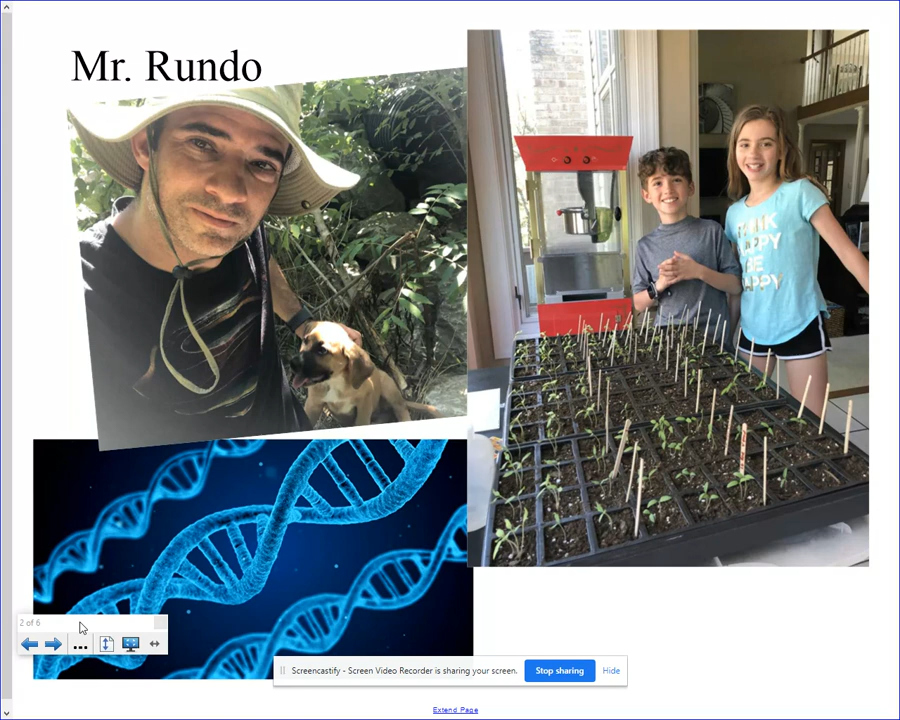 Mr. Rundo
THINK
HAPPY
BE
HAPPY
2 of 6
Screencastify - Screen Video Recorder is sharing your screen.
Stop sharing
Hide
Extend Page